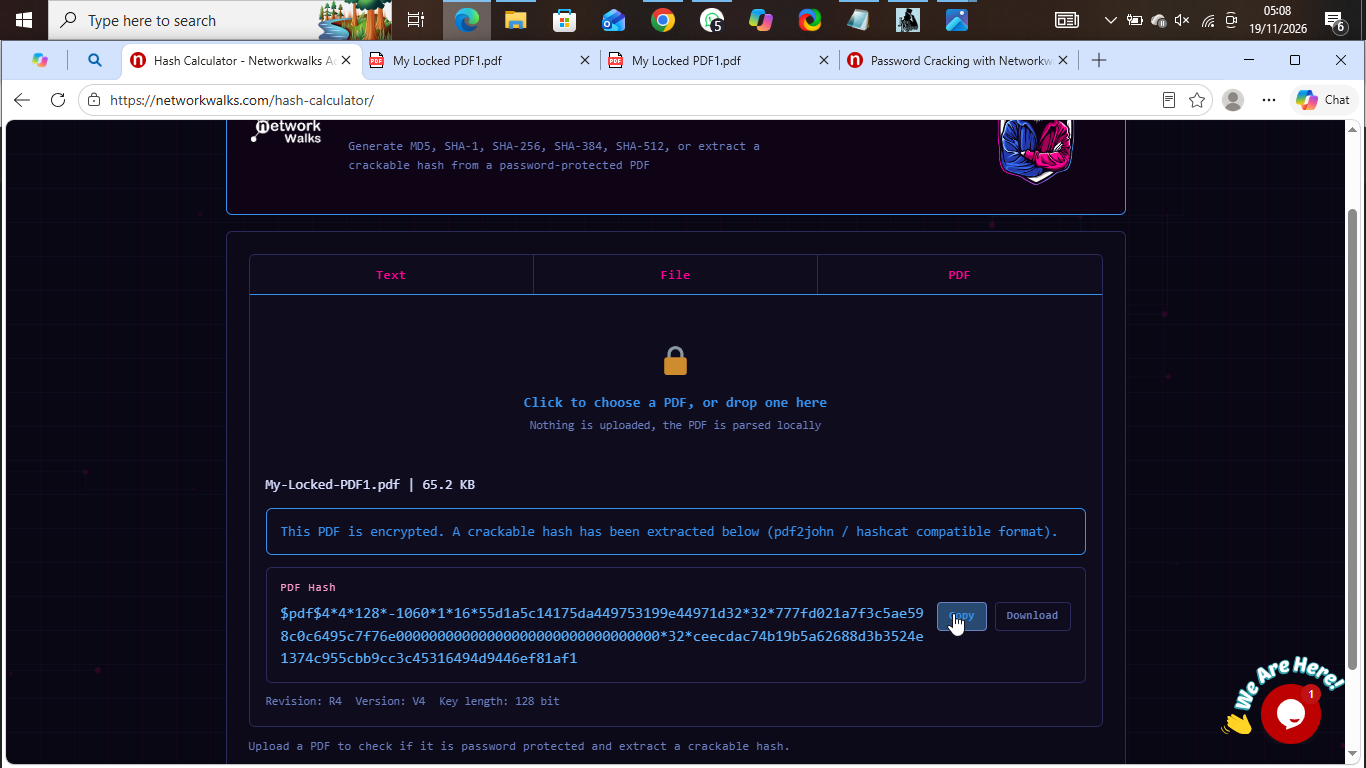 Type here to search
5
05:08
19/11/2026
6
Hash Calculator - Networkwalks Ac
PDF
My Locked PDF1.pdf
PDF
My Locked PDF1.pdf
Password Cracking with Networkw
https://networkwalks.com/hash-calculator/
Chat
network
Walks
Generate MD5, SHA-1, SHA-256, SHA-384, SHA-512, or extract a
crackable hash from a password-protected PDF
Text
File
PDF
Click to choose a PDF, or drop one here
Nothing is uploaded, the PDF is parsed locally
My-Locked-PDF1.pdf | 65.2 KB
This PDF is encrypted. A crackable hash has been extracted below (pdf2john / hashcat compatible format).
PDF Hash
$pdf$4*4*128*-1060*1*16*55d1a5c14175da449753199e44971d32*32*777fd021a7f3c5ae59
8c0c6495c7f76e00000000000000000000000000000000*32*ceecdac74b19b5a62688d3b3524e
1374c955cbb9cc3c45316494d9446ef81af1
Copy
Download
Revision: R4 Version: V4 Key length: 128 bit
Upload a PDF to check if it is password protected and extract a crackable hash.
We Are Here!
1